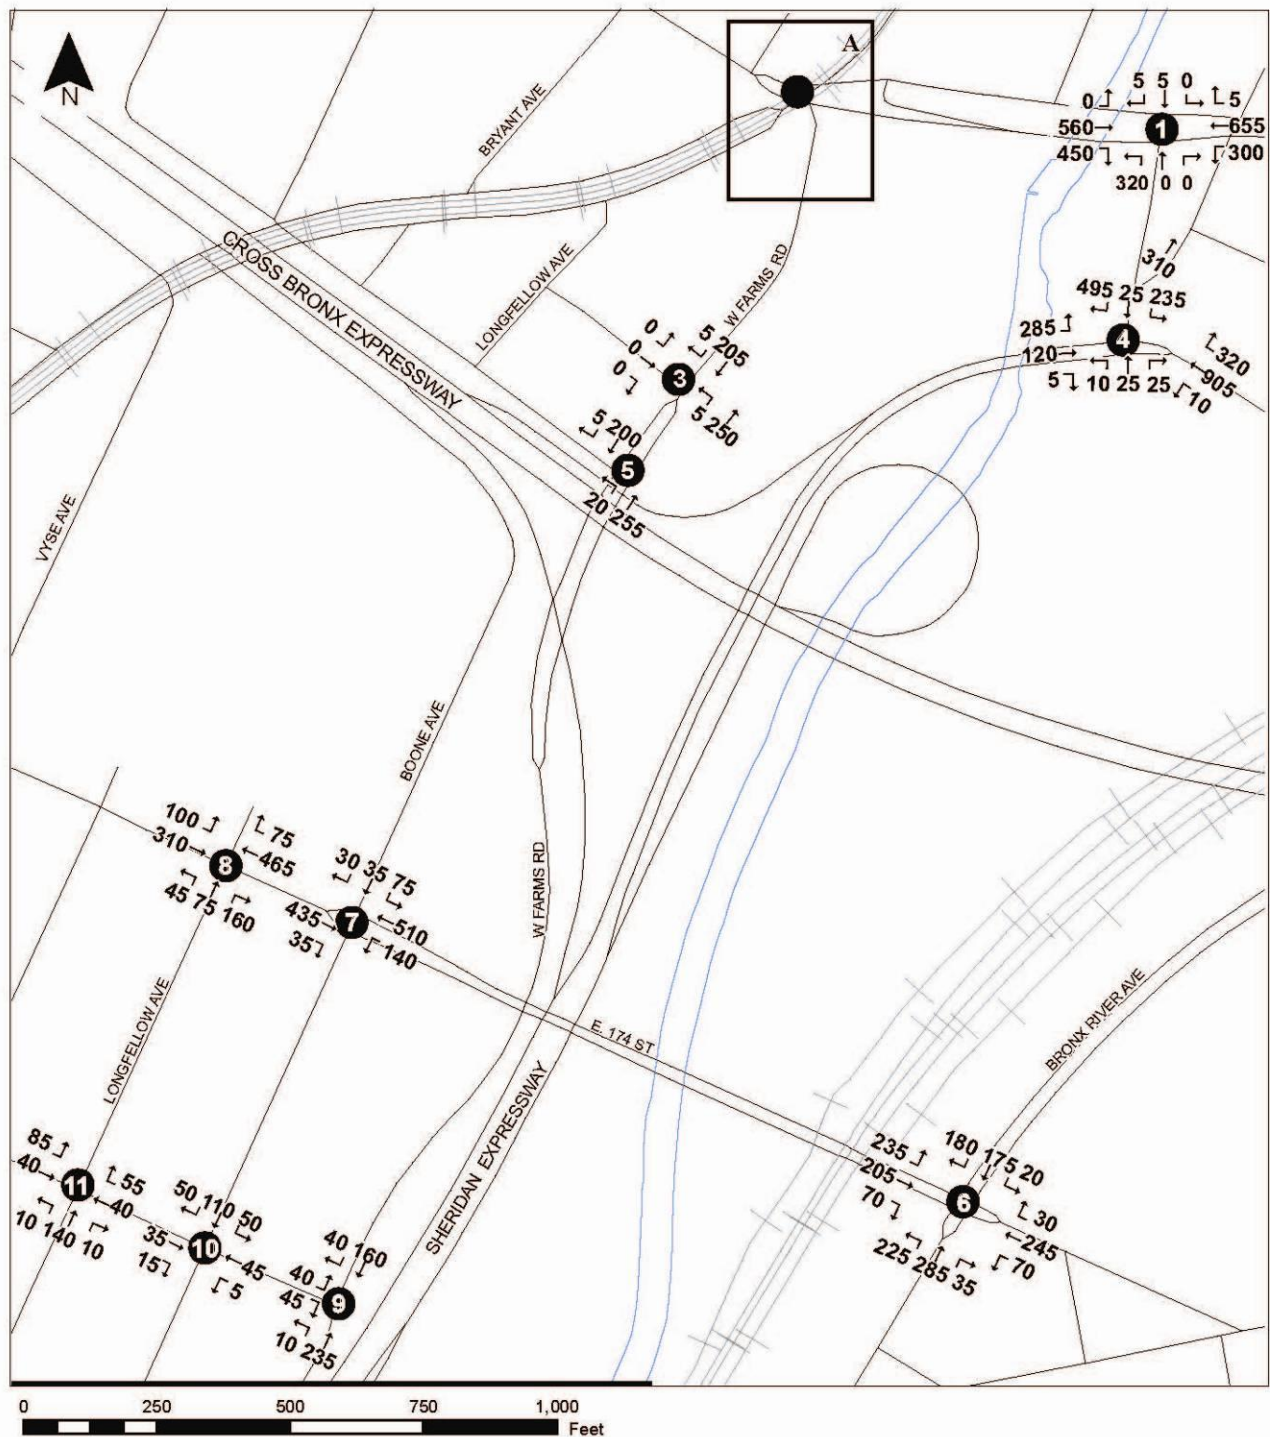 A
N
BRYANT AVE
5 5 0
0 5
560 1 655
450 300
320 0 0
CROSS BRONX EXPRESSWAY
LONGFELLOW AVE
W FARMS RD
310
495 25 235
285 4 320
120 905
5 10 25 25 10
0 5 205
0 3
0 5 250
5 200
5
20 255
VYSE AVE
BOONE AVE
100 75
310 8 465
45 75 160
30 35 75
435 7 510
35 140
W FARMS RD
LONGFELLOW AVE
E. 174 ST
BRONX RIVER AVE
SHERIDAN EXPRESSWAY
235 180 175 20
205 6 30
70 245
225 285 35 70
85 55
40 11 40
10 140 10
50 110 50
35 10 45
15 5
40 160
40
45 9
10 235
0 250 500 750 1,000
Feet